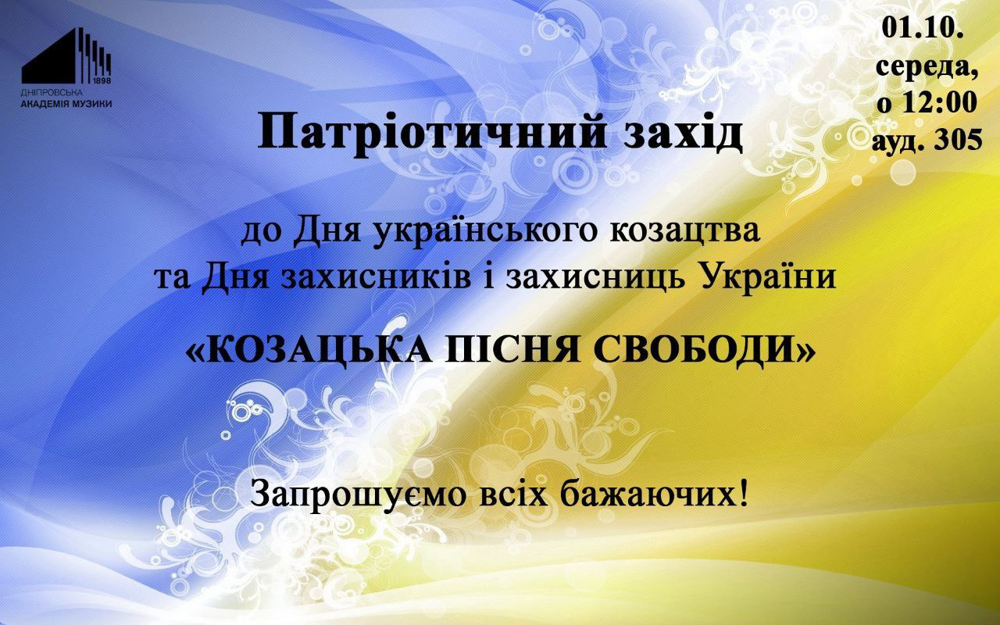 1898
ДНІПРОВСЬКА
АКАДЕМІЯ МУЗИКИ
01.10.
середа,
о 12:00
ауд. 305
Патріотичний захід
до Дня українського козацтва
та Дня захисників і захисниць України
«КОЗАЦЬКА ПІСНЯ СВОБОДИ»
Запрошуємо всіх бажаючих!